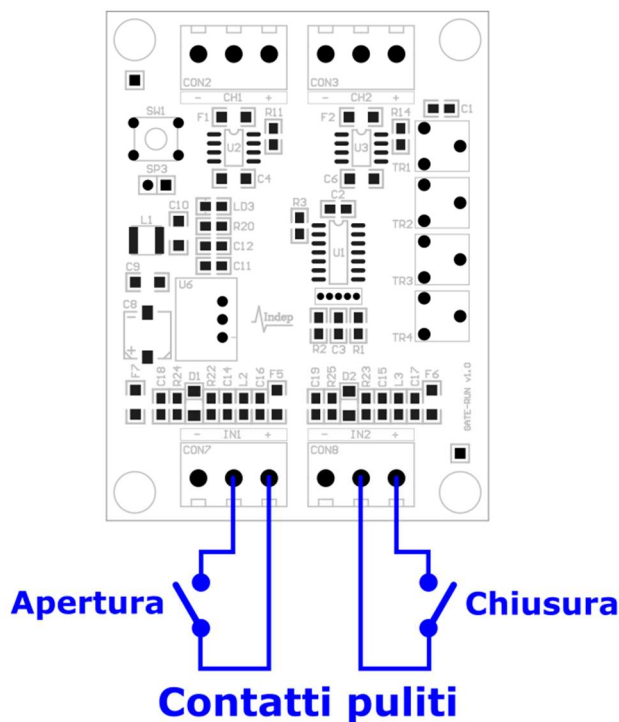 CON2
CON3
- CH1 +
- CH2 +
SW1
F1
R11
F2
R14
C1
U2
U3
TR1
SP3
C4
C6
L1
C10
LD3
R3
C2
TR2
R20
C12
U1
C9
C11
U6
TR3
C8
-
Indep
+
R2
C3
R1
TR4
F7
C18
R24
D1
R22
C14
L2
C16
F5
C19
R25
D2
R23
C15
L3
C17
F6
GATE-RUN v1.0
- IN1 +
- IN2 +
CON7
CON8
Apertura
Chiusura
Contatti puliti